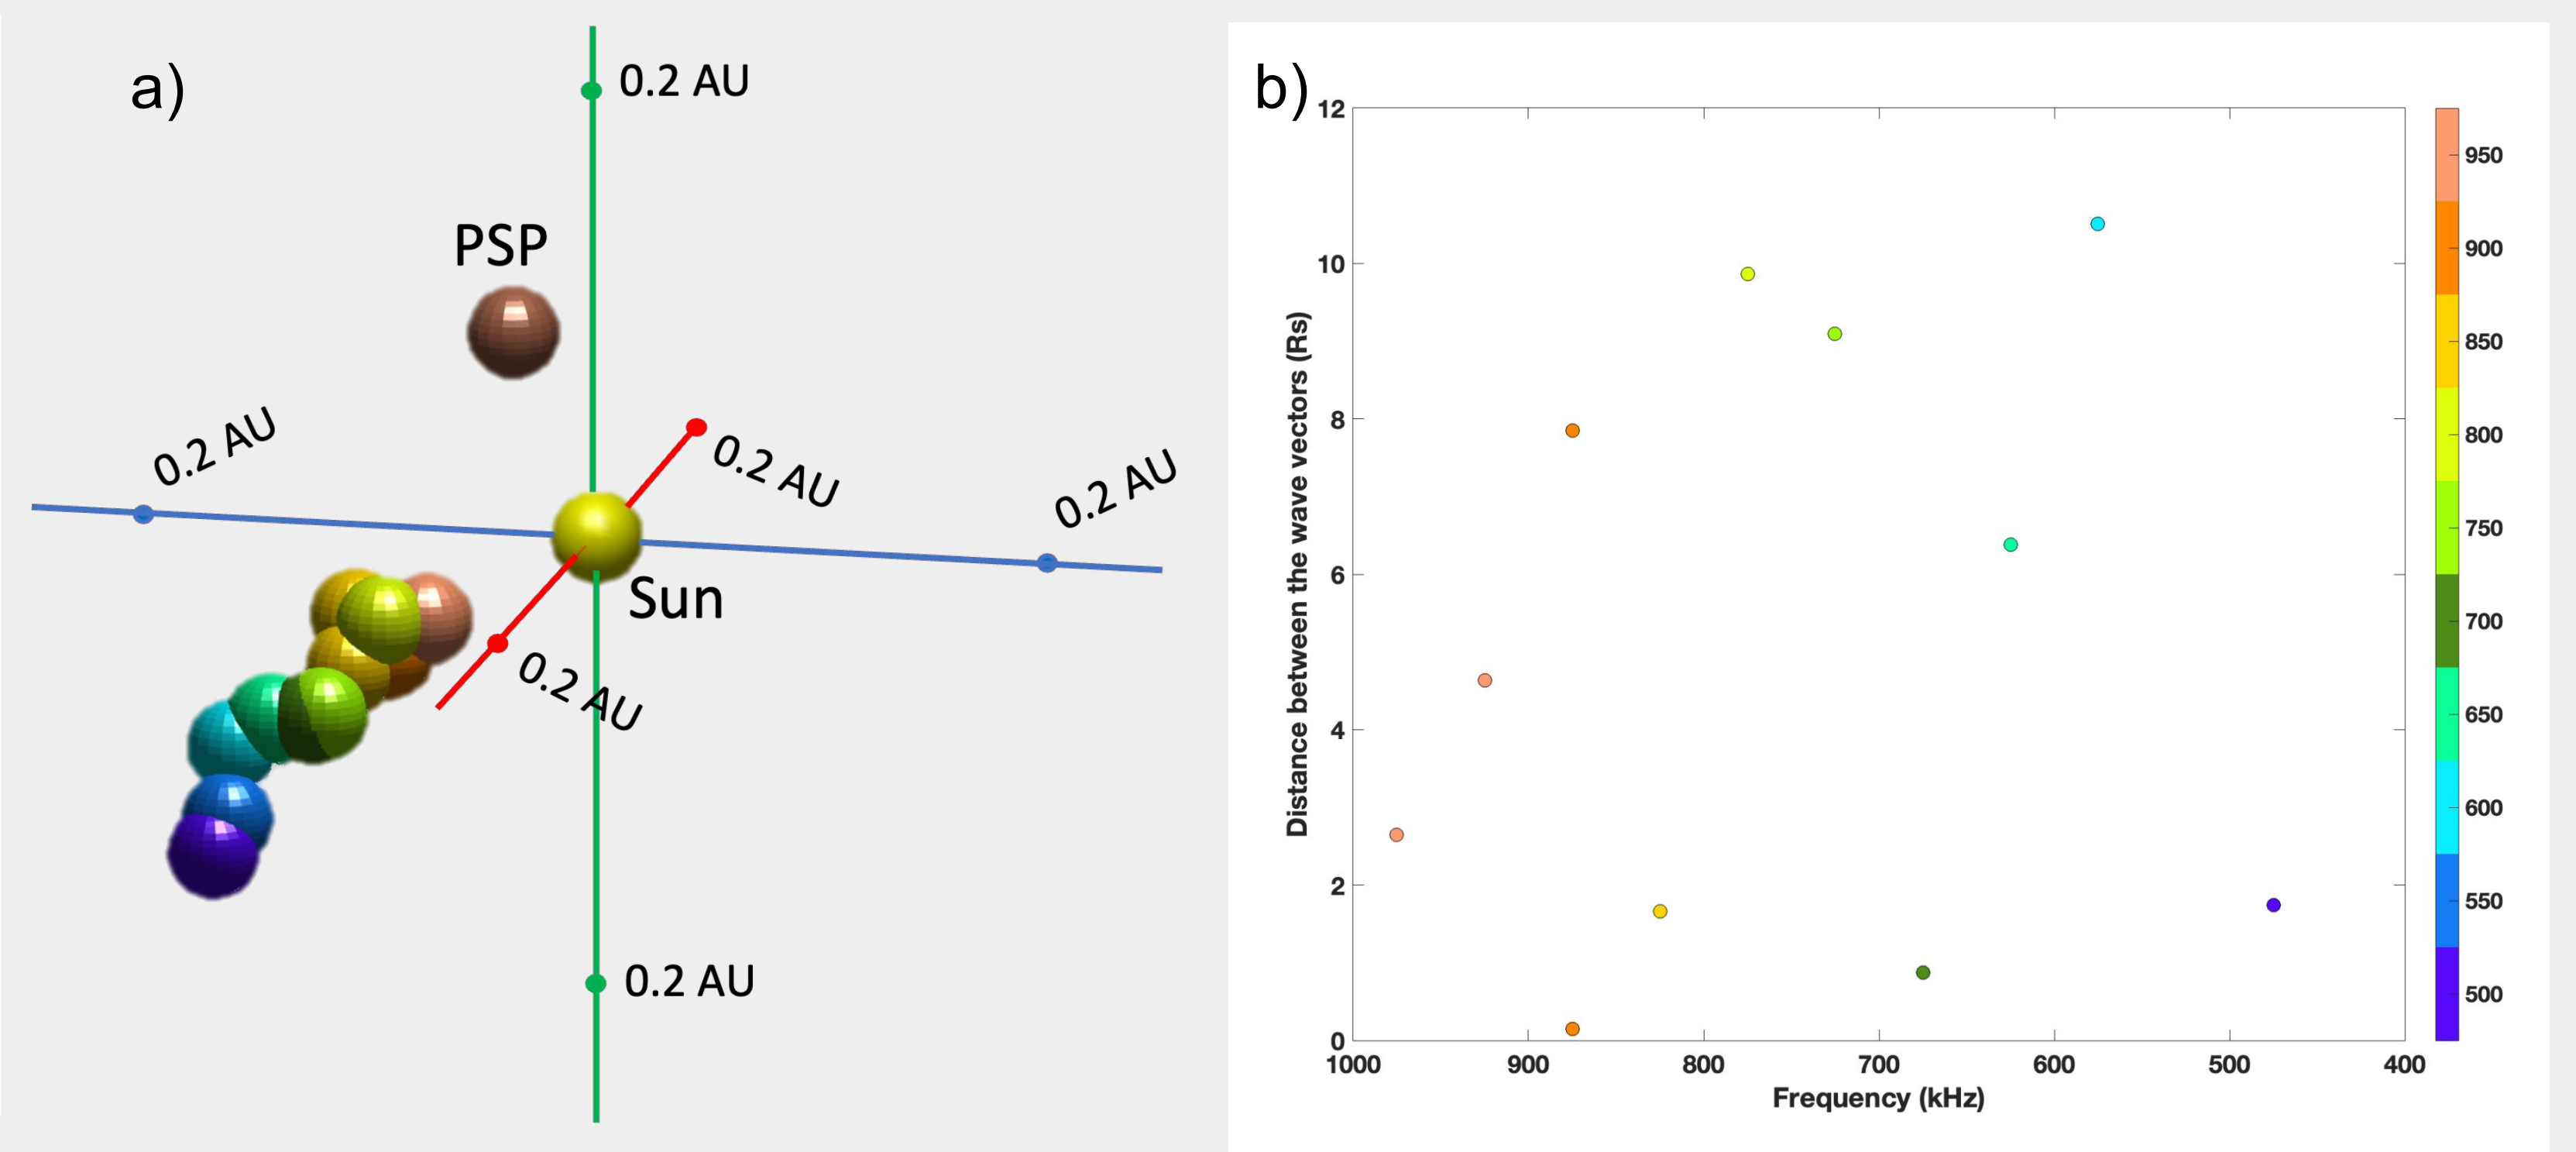 a)
0.2 AU
PSP
0.2 AU
0.2 AU
0.2 AU
Sun
0.2 AU
0.2 AU
b)
12
10
8
6
4
2
0
Distance between the wave vectors (Rs)
1000 900 800 700 600 500 400
Frequency (kHz)
950
900
850
800
750
700
650
600
550
500